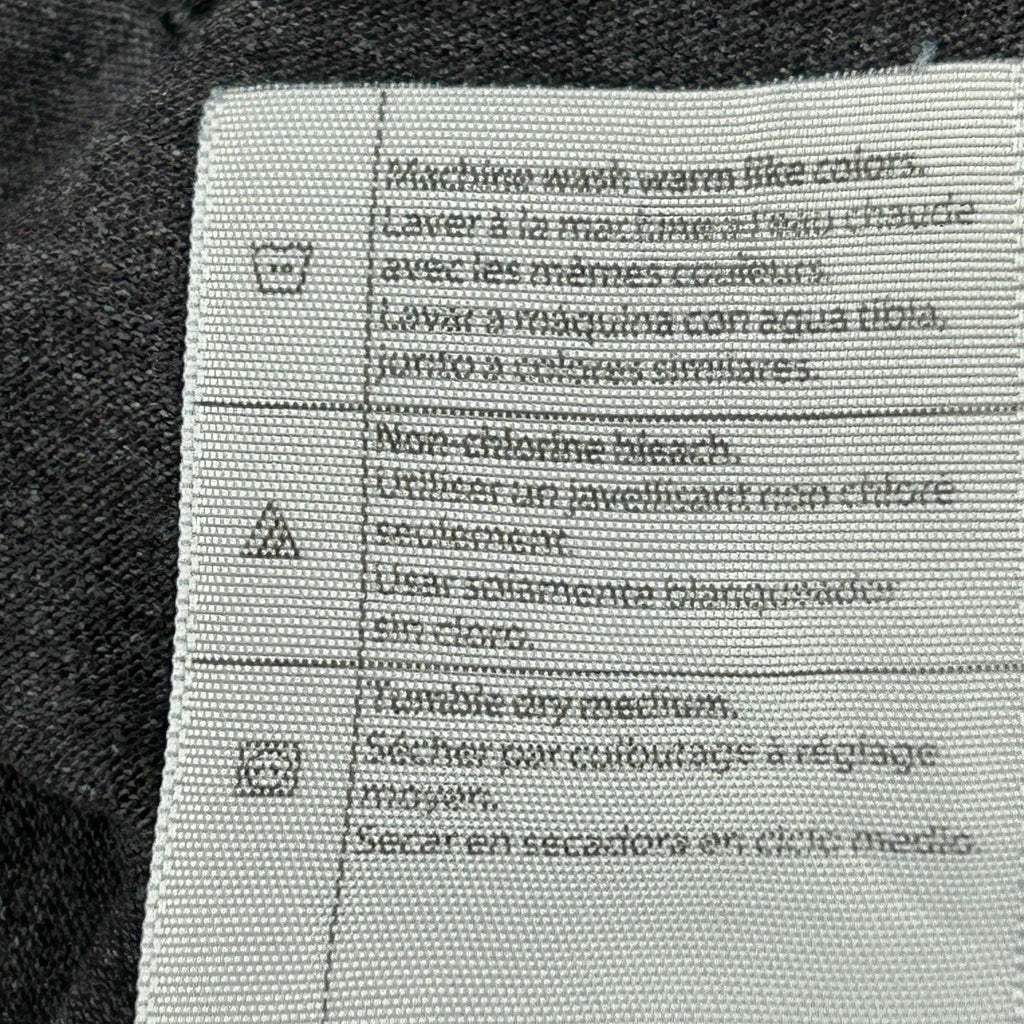 Machine wash warm like colors.
Laver à la machine à l'eau chaude
avec les mêmes couleurs.
Lavar a máquina con agua tibia,
junto a colores similares
Non-chlorine bleach.
Utiliser un javellisant non chloré
seulement
Usar solamente blanqueador
sin cloro.
Tumble dry medium.
Sécher par culbutage à réglage
moyen.
Secar en secadora en ciclo medio.